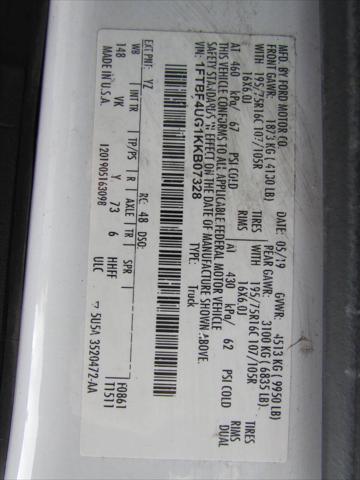 MFD. BY FORD MOTOR CO. DATE: 05/19 GVWR: 4513 KG ( 9950 LB)
FRONT GAWR: 1873 KG ( 4130 LB) REAR GAWR: 3100 KG ( 6835 LB)
WITH 195/75R16C 107/105R TIRES WITH 195/75R16C 107/105R TIRES
16X6.0J RIMS 16X6.0J RIMS
AT 460 kPa/ 67 PSI COLD AT 430 kPa/ 62 PSI COLD DUAL
THIS VEHICLE CONFORMS TO ALL APPLICABLE FEDERAL MOTOR VEHICLE
SAFETY STANDARDS IN EFFECT ON THE DATE OF MANUFACTURE SHOWN ABOVE.
VIN: 1FTBF4UG1KKB07328 TYPE: Truck
EXT PNT: YZ RC: 48 DSO:
WB INT TR TP/PS R AXLE TR SPR F0861
148 VK Y 73 6 HHFF T1511
MADE IN U.S.A. 1201905163098 ULC 5U5A 3520472-AA